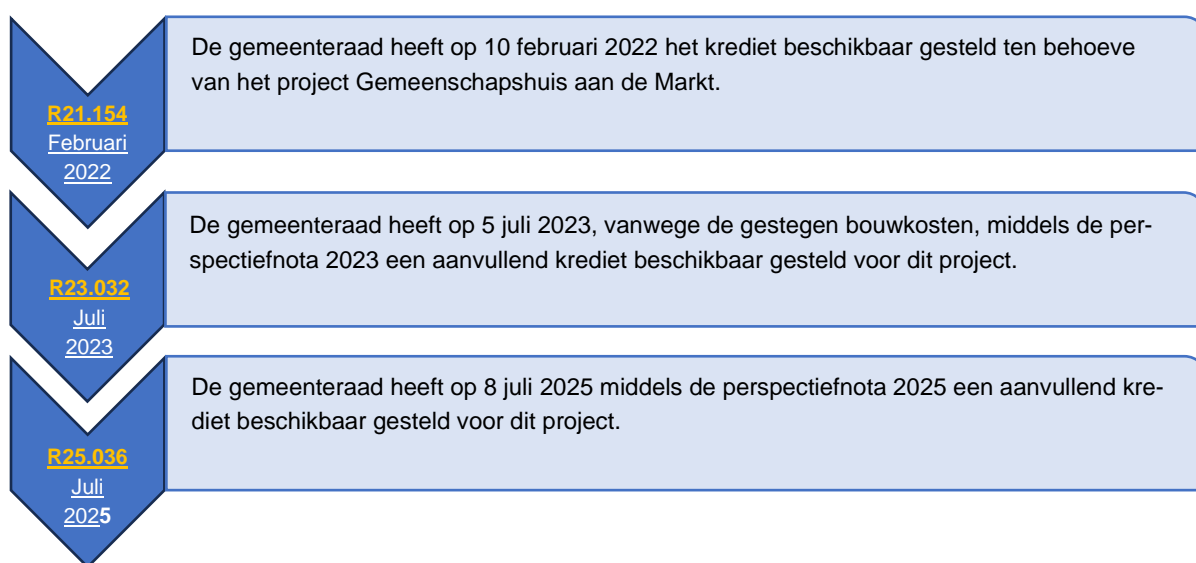 De gemeenteraad heeft op 10 februari 2022 het krediet beschikbaar gesteld ten behoeve
van het project Gemeenschapshuis aan de Markt.
R21.154
Februari
2022
De gemeenteraad heeft op 5 juli 2023, vanwege de gestegen bouwkosten, middels de per-
spectiefnota 2023 een aanvullend krediet beschikbaar gesteld voor dit project.
R23.032
Juli
2023
De gemeenteraad heeft op 8 juli 2025 middels de perspectiefnota 2025 een aanvullend kre-
diet beschikbaar gesteld voor dit project.
R25.036
Juli
2025